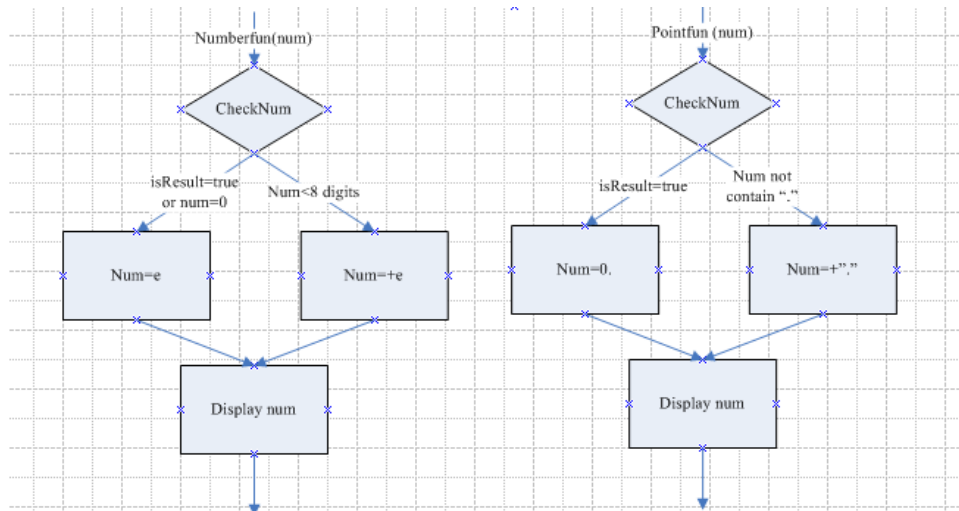 Numberfun(num)
CheckNum
isResult=true
or num=0
Num<8 digits
Num=e
Num=+e
Display num
Pointfun (num)
CheckNum
isResult=true
Num not
contain “.”
Num=0.
Num=+”.”
Display num